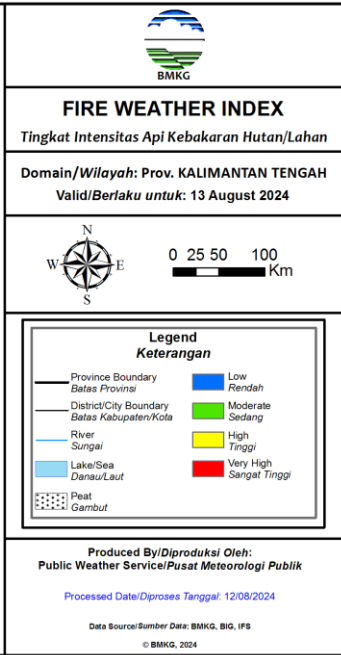 BMKG
FIRE WEATHER INDEX
Tingkat Intensitas Api Kebakaran Hutan/Lahan
Domain/Wilayah: Prov. KALIMANTAN TENGAH
Valid/Berlaku untuk: 13 August 2024
N
W E
S
0 25 50 100
Km
Legend
Keterangan
Province Boundary
Batas Provinsi
District/City Boundary
Batas Kabupaten/Kota
River
Sungai
Lake/Sea
Danau/Laut
Peat
Gambut
Low
Rendah
Moderate
Sedang
High
Tinggi
Very High
Sangat Tinggi
Produced By/Diproduksi Oleh:
Public Weather Service/Pusat Meteorologi Publik
Processed Date/Diproses Tanggal: 12/08/2024
Data Source/Sumber Data: BMKG, BIG, IFS
© BMKG, 2024